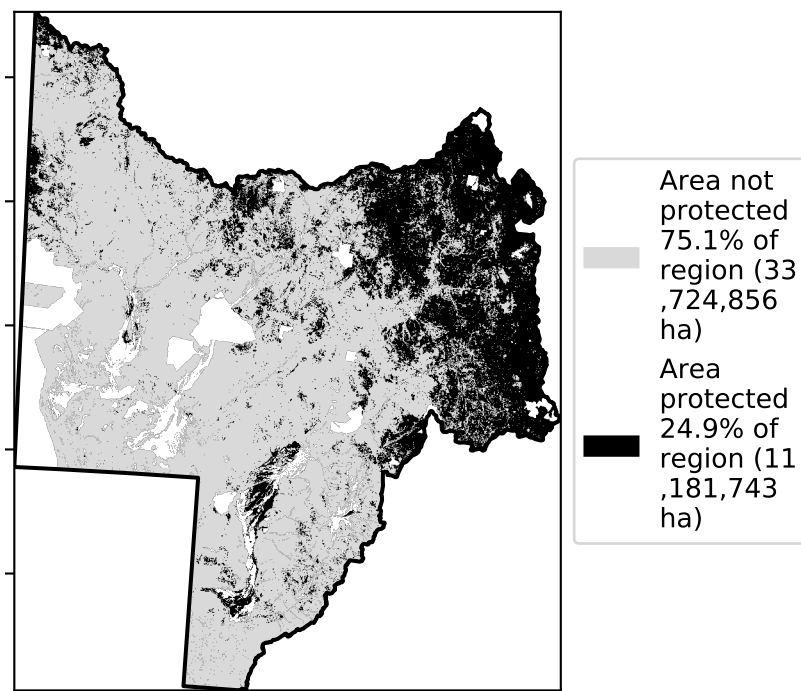 Area not
protected
75.1% of
region (33
,724,856
ha)
Area
protected
24.9% of
region (11
,181,743
ha)